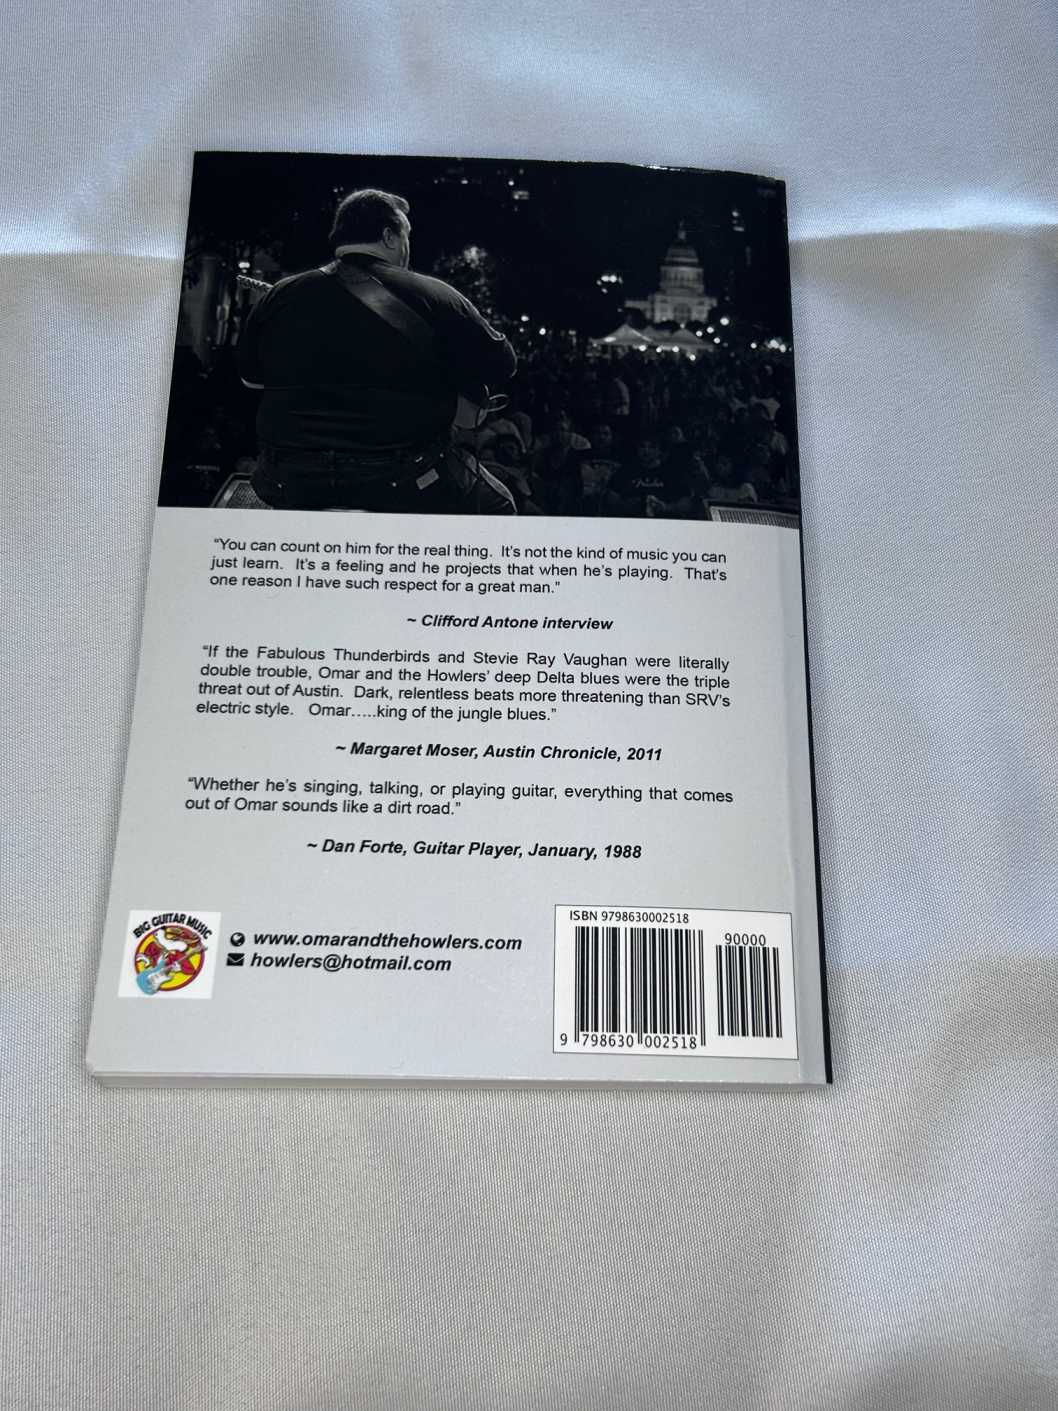 Fender
“You can count on him for the real thing.  It’s not the kind of music you can
just learn.  It’s a feeling and he projects that when he’s playing.  That’s
one reason I have such respect for a great man.”
~ Clifford Antone interview
“If the Fabulous Thunderbirds and Stevie Ray Vaughan were literally
double trouble, Omar and the Howlers’ deep Delta blues were the triple
threat out of Austin.  Dark, relentless beats more threatening than SRV’s
electric style.   Omar.....king of the jungle blues.”
~ Margaret Moser, Austin Chronicle, 2011
“Whether he’s singing, talking, or playing guitar, everything that comes
out of Omar sounds like a dirt road.”
~ Dan Forte, Guitar Player, January, 1988
BIG GUITAR MUSIC
www.omarandthehowlers.com
howlers@hotmail.com
ISBN 9798630002518
90000
9 798630 002518